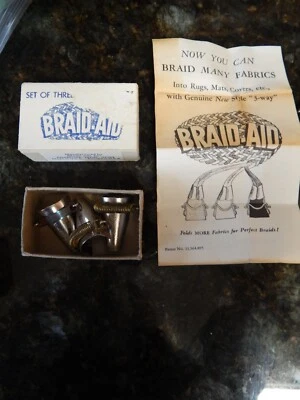 SET OF THREE
BRAID-AID
NOW YOU CAN
BRAID MANY FABRICS
Into Rugs, Mats, Covers, etc.
with Genuine New Style "3-way"
BRAID-AID
Folds MORE Fabrics for Perfect Braids!